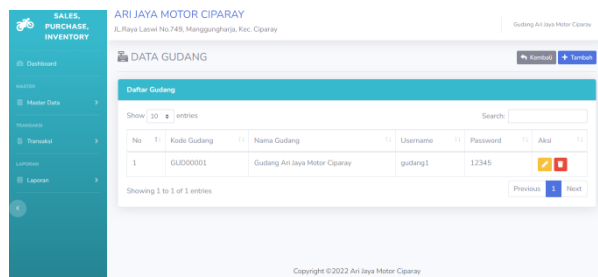 SALES,
PURCHASE,
INVENTORY
Dashboard
MASTER
Master Data
TRANSAKSI
Transaksi
LAPORAN
Laporan
ARI JAYA MOTOR CIPARAY
JL.Raya Laswi No.749, Manggungharja, Kec. Ciparay
Gudang Ari Jaya Motor Ciparay
DATA GUDANG
Kembali + Tambah
Daftar Gudang
Show 10 entries
Search:
No Kode Gudang Nama Gudang Username Password Aksi
1 GUD00001 Gudang Ari Jaya Motor Ciparay gudang1 12345
Showing 1 to 1 of 1 entries
Previous 1 Next
Copyright ©2022 Ari Jaya Motor Ciparay